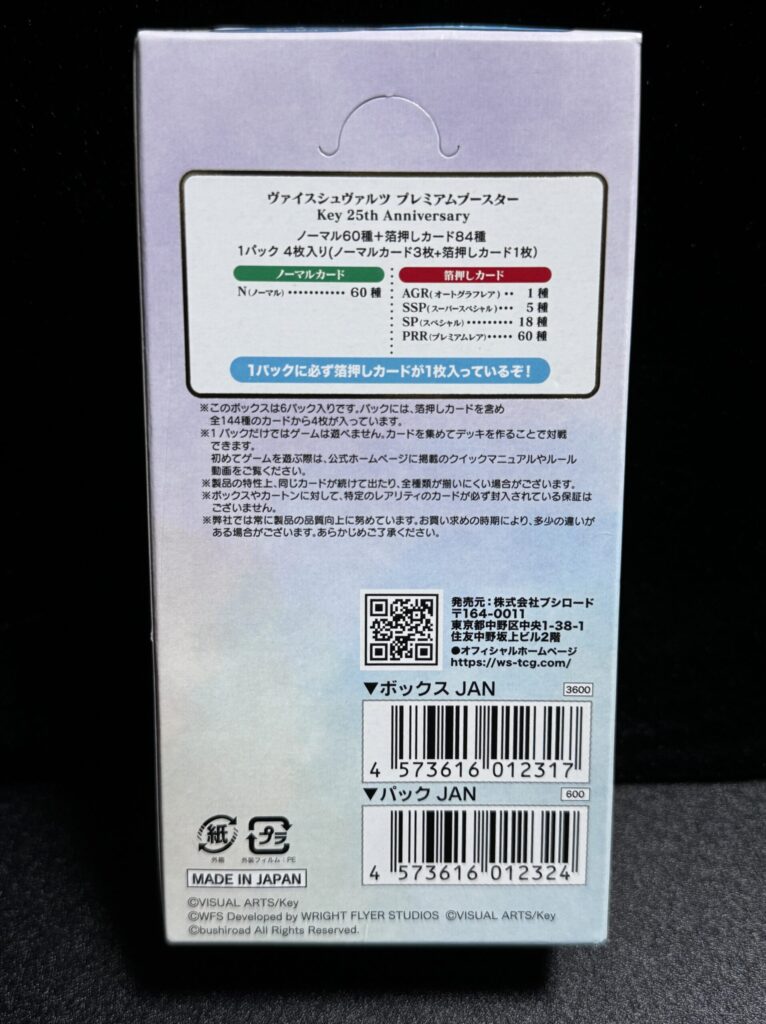 ヴァイスシュヴァルツ プレミアムブースター
Key 25th Anniversary
ノーマル60種＋箔押しカード84種
1パック 4枚入り(ノーマルカード3枚+箔押しカード1枚)
ノーマルカード
N(ノーマル) ・・・・・・・・・・・ 60種
箔押しカード
AGR(オートグラフレア) ・・ 1種
SSP(スーパースペシャル)・・・ 5種
SP(スペシャル)・・・・・・・・・ 18種
PRR(プレミアムレア)・・・・・ 60種
1パックに必ず箔押しカードが1枚入っているぞ！
※このボックスは6パック入りです。パックには、箔押しカードを含め
全144種のカードから4枚が入っています。
※1パックだけではゲームは遊べません。カードを集めてデッキを作ることで対戦
できます。
初めてゲームを遊ぶ際は、公式ホームページに掲載のクイックマニュアルやルール
動画をご覧ください。
※製品の特性上、同じカードが続けて出たり、全種類が揃いにくい場合がございます。
※ボックスやカートンに対して、特定のレアリティのカードが必ず封入されている保証は
ございません。
※弊社では常に製品の品質向上に努めています。お買い求めの時期により、多少の違いが
ある場合がございます。あらかじめご了承ください。
発売元：株式会社ブシロード
〒164-0011
東京都中野区中央1-38-1
住友中野坂上ビル2階
●オフィシャルホームページ
https://ws-tcg.com/
▼ボックス JAN 3600
4 573616 012317
▼パック JAN 600
4 573616 012324
紙 プラ
外箱 外装フィルム：PE
MADE IN JAPAN
©VISUAL ARTS/Key
©WFS Developed by WRIGHT FLYER STUDIOS ©VISUAL ARTS/Key
©bushiroad All Rights Reserved.